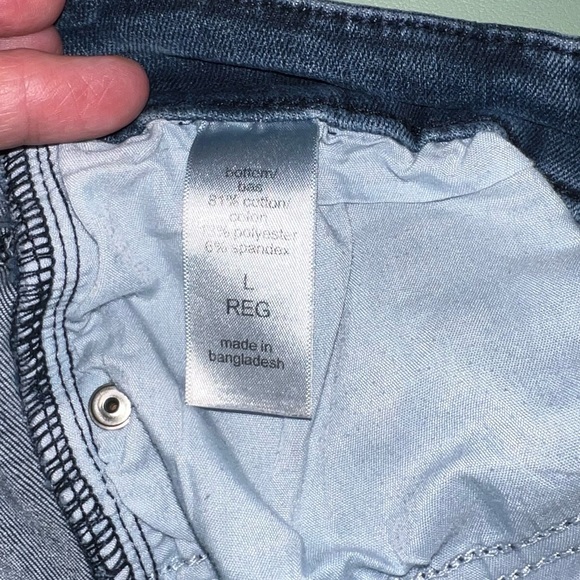 bottom/
bas
81% cotton/
coton
13% polyester
6% spandex
L
REG
made in
bangladesh